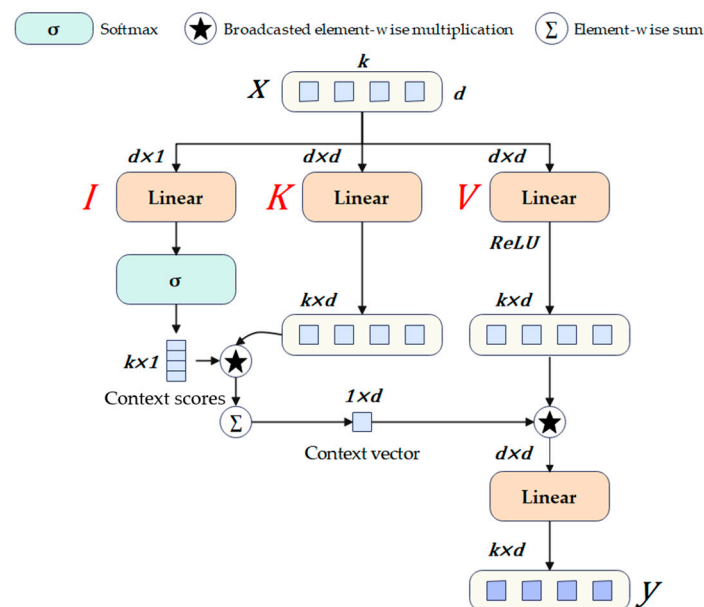 σ Softmax Broadcasted element-wise multiplication Σ Element-wise sum
k
X d
d×1 d×d d×d
I Linear K Linear V Linear
ReLU
σ
k×d k×d
k×1
Context scores
1×d
Σ
Context vector
d×d
Linear
k×d
y